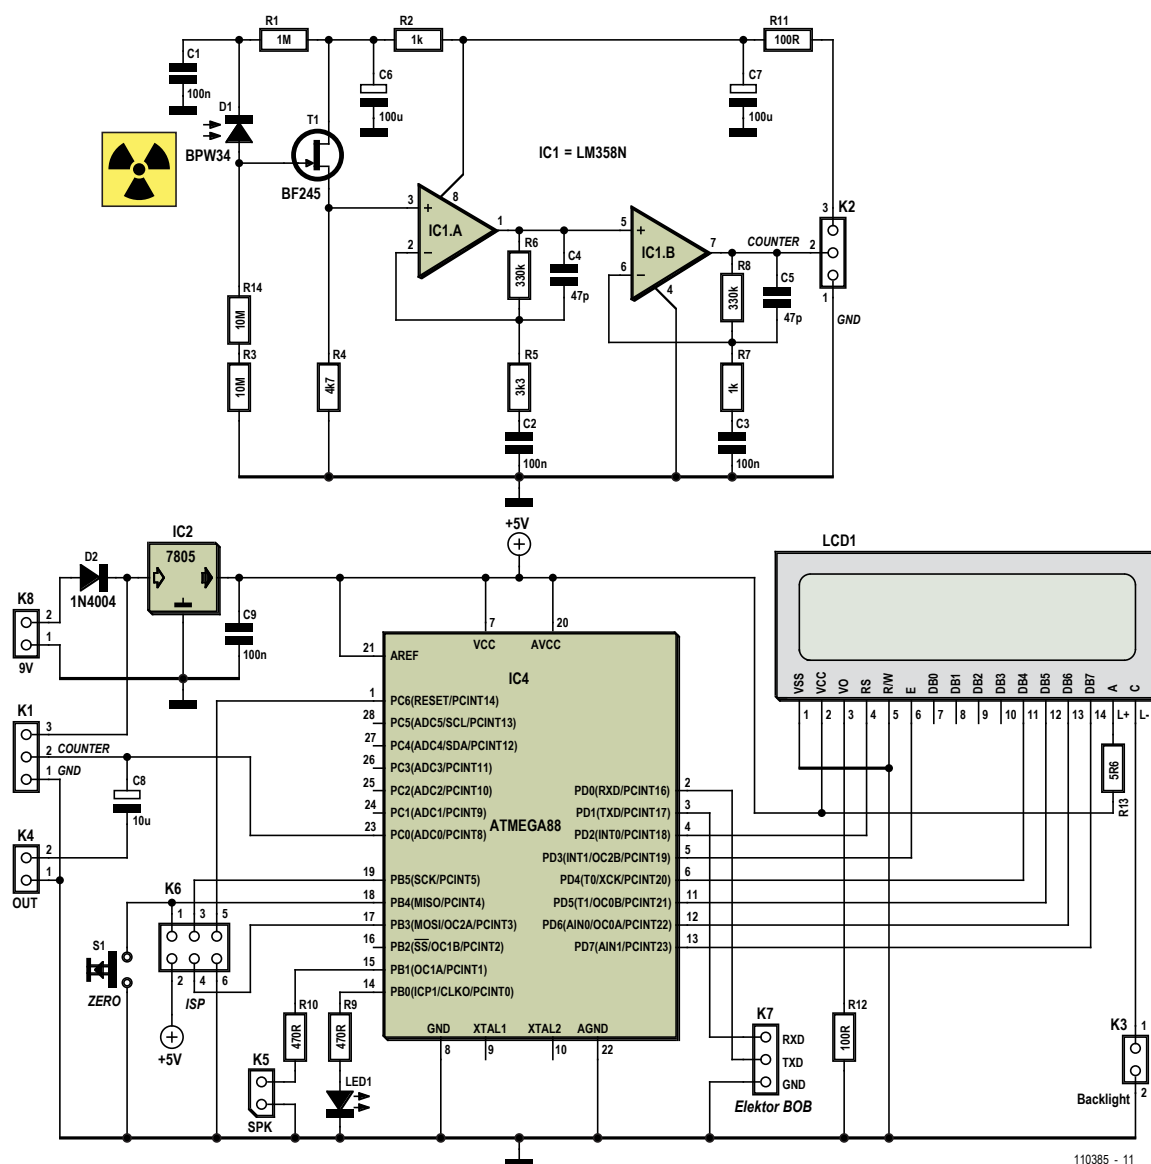 R1
1M
R2
1k
R11
100R
C1
100n
C6
100u
C7
100u
D1
BPW34
T1
BF245
IC1 = LM358N
3
2
8
1
IC1.A
R6
330k
C4
47p
5
6
4
7
IC1.B
COUNTER
R8
330k
C5
47p
3
K2
2
1
GND
R14
10M
R3
10M
R4
4k7
R5
3k3
R7
1k
C2
100n
C3
100n
+5V
IC2
7805
D2
1N4004
K8
2
1
9V
C9
100n
K1
3
2
COUNTER
1
GND
C8
10u
K4
2
1
OUT
K6
1
3
5
2
4
6
ISP
S1
ZERO
+5V
R10
470R
R9
470R
K5
SPK
LED1
IC4
ATMEGA88
7
VCC
20
AVCC
21
AREF
1
PC6(RESET/PCINT14)
28
PC5(ADC5/SCL/PCINT13)
27
PC4(ADC4/SDA/PCINT12)
26
PC3(ADC3/PCINT11)
25
PC2(ADC2/PCINT10)
24
PC1(ADC1/PCINT9)
23
PC0(ADC0/PCINT8)
19
PB5(SCK/PCINT5)
18
PB4(MISO/PCINT4)
17
PB3(MOSI/OC2A/PCINT3)
16
PB2(SS/OC1B/PCINT2)
15
PB1(OC1A/PCINT1)
14
PB0(ICP1/CLKO/PCINT0)
PD0(RXD/PCINT16)
2
PD1(TXD/PCINT17)
3
PD2(INT0/PCINT18)
4
PD3(INT1/OC2B/PCINT19)
5
PD4(T0/XCK/PCINT20)
6
PD5(T1/OC0B/PCINT21)
11
PD6(AIN0/OC0A/PCINT22)
12
PD7(AIN1/PCINT23)
13
GND
XTAL1
XTAL2
AGND
8
9
10
22
LCD1
VSS
VCC
VO
RS
R/W
E
DB0
DB1
DB2
DB3
DB4
DB5
DB6
DB7
A
C
1
2
3
4
5
6
7
8
9
10
11
12
13
14
L+
L-
5R6
R13
K7
RXD
TXD
GND
Elektor BOB
R12
100R
K3
1
2
Backlight
110385 - 11